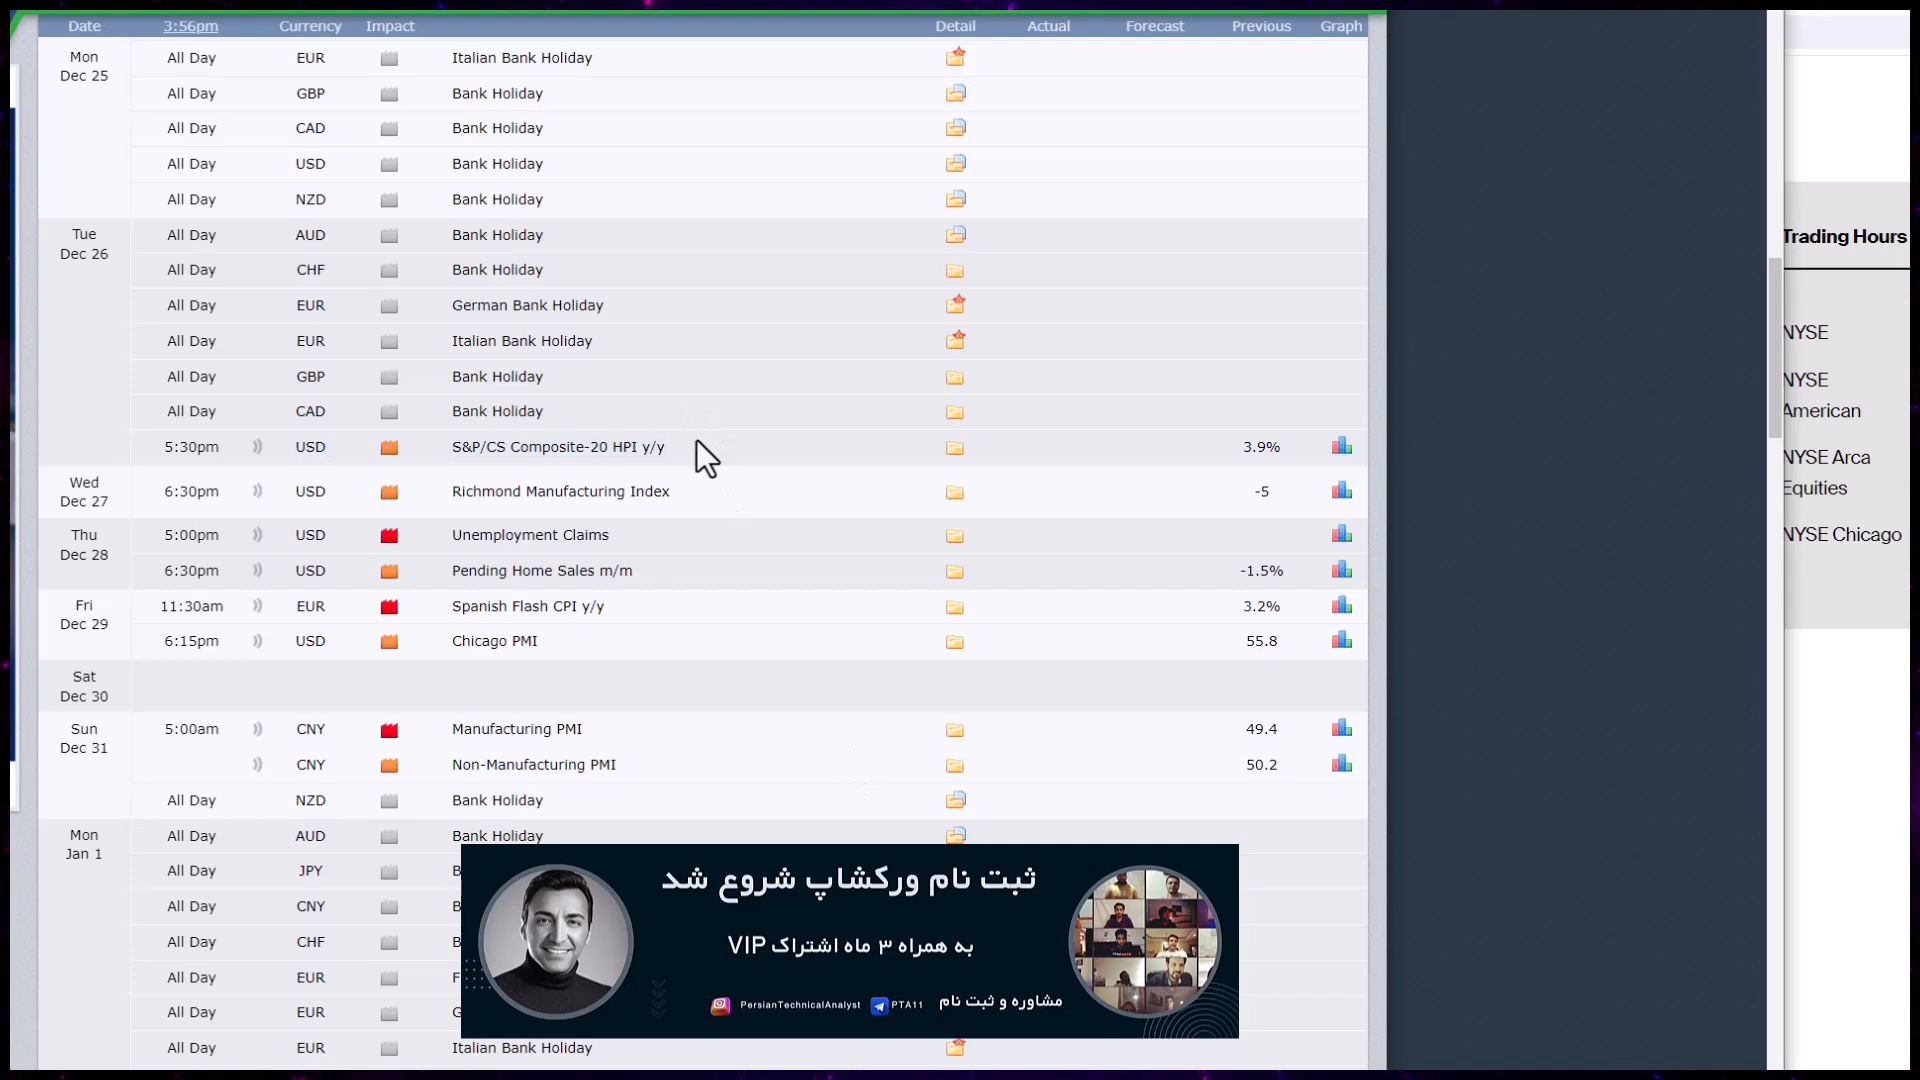 Date 3:56pm Currency Impact Detail Actual Forecast Previous Graph
Mon
Dec 25
All Day EUR Italian Bank Holiday
All Day GBP Bank Holiday
All Day CAD Bank Holiday
All Day USD Bank Holiday
All Day NZD Bank Holiday
Tue
Dec 26
All Day AUD Bank Holiday
All Day CHF Bank Holiday
All Day EUR German Bank Holiday
All Day EUR Italian Bank Holiday
All Day GBP Bank Holiday
All Day CAD Bank Holiday
5:30pm USD S&P/CS Composite-20 HPI y/y 3.9%
Wed
Dec 27
6:30pm USD Richmond Manufacturing Index -5
Thu
Dec 28
5:00pm USD Unemployment Claims
6:30pm USD Pending Home Sales m/m -1.5%
Fri
Dec 29
11:30am EUR Spanish Flash CPI y/y 3.2%
6:15pm USD Chicago PMI 55.8
Sat
Dec 30
Sun
Dec 31
5:00am CNY Manufacturing PMI 49.4
CNY Non-Manufacturing PMI 50.2
All Day NZD Bank Holiday
Mon
Jan 1
All Day AUD Bank Holiday
All Day JPY
All Day CNY
All Day CHF
All Day EUR
All Day EUR
All Day EUR Italian Bank Holiday
ثبت نام ورکشاپ شروع شد
به همراه ۳ ماه اشتراک VIP
مشاوره و ثبت نام PTA11 PersianTechnicalAnalyst
Trading Hours
NYSE
NYSE
American
NYSE Arca
Equities
NYSE Chicago